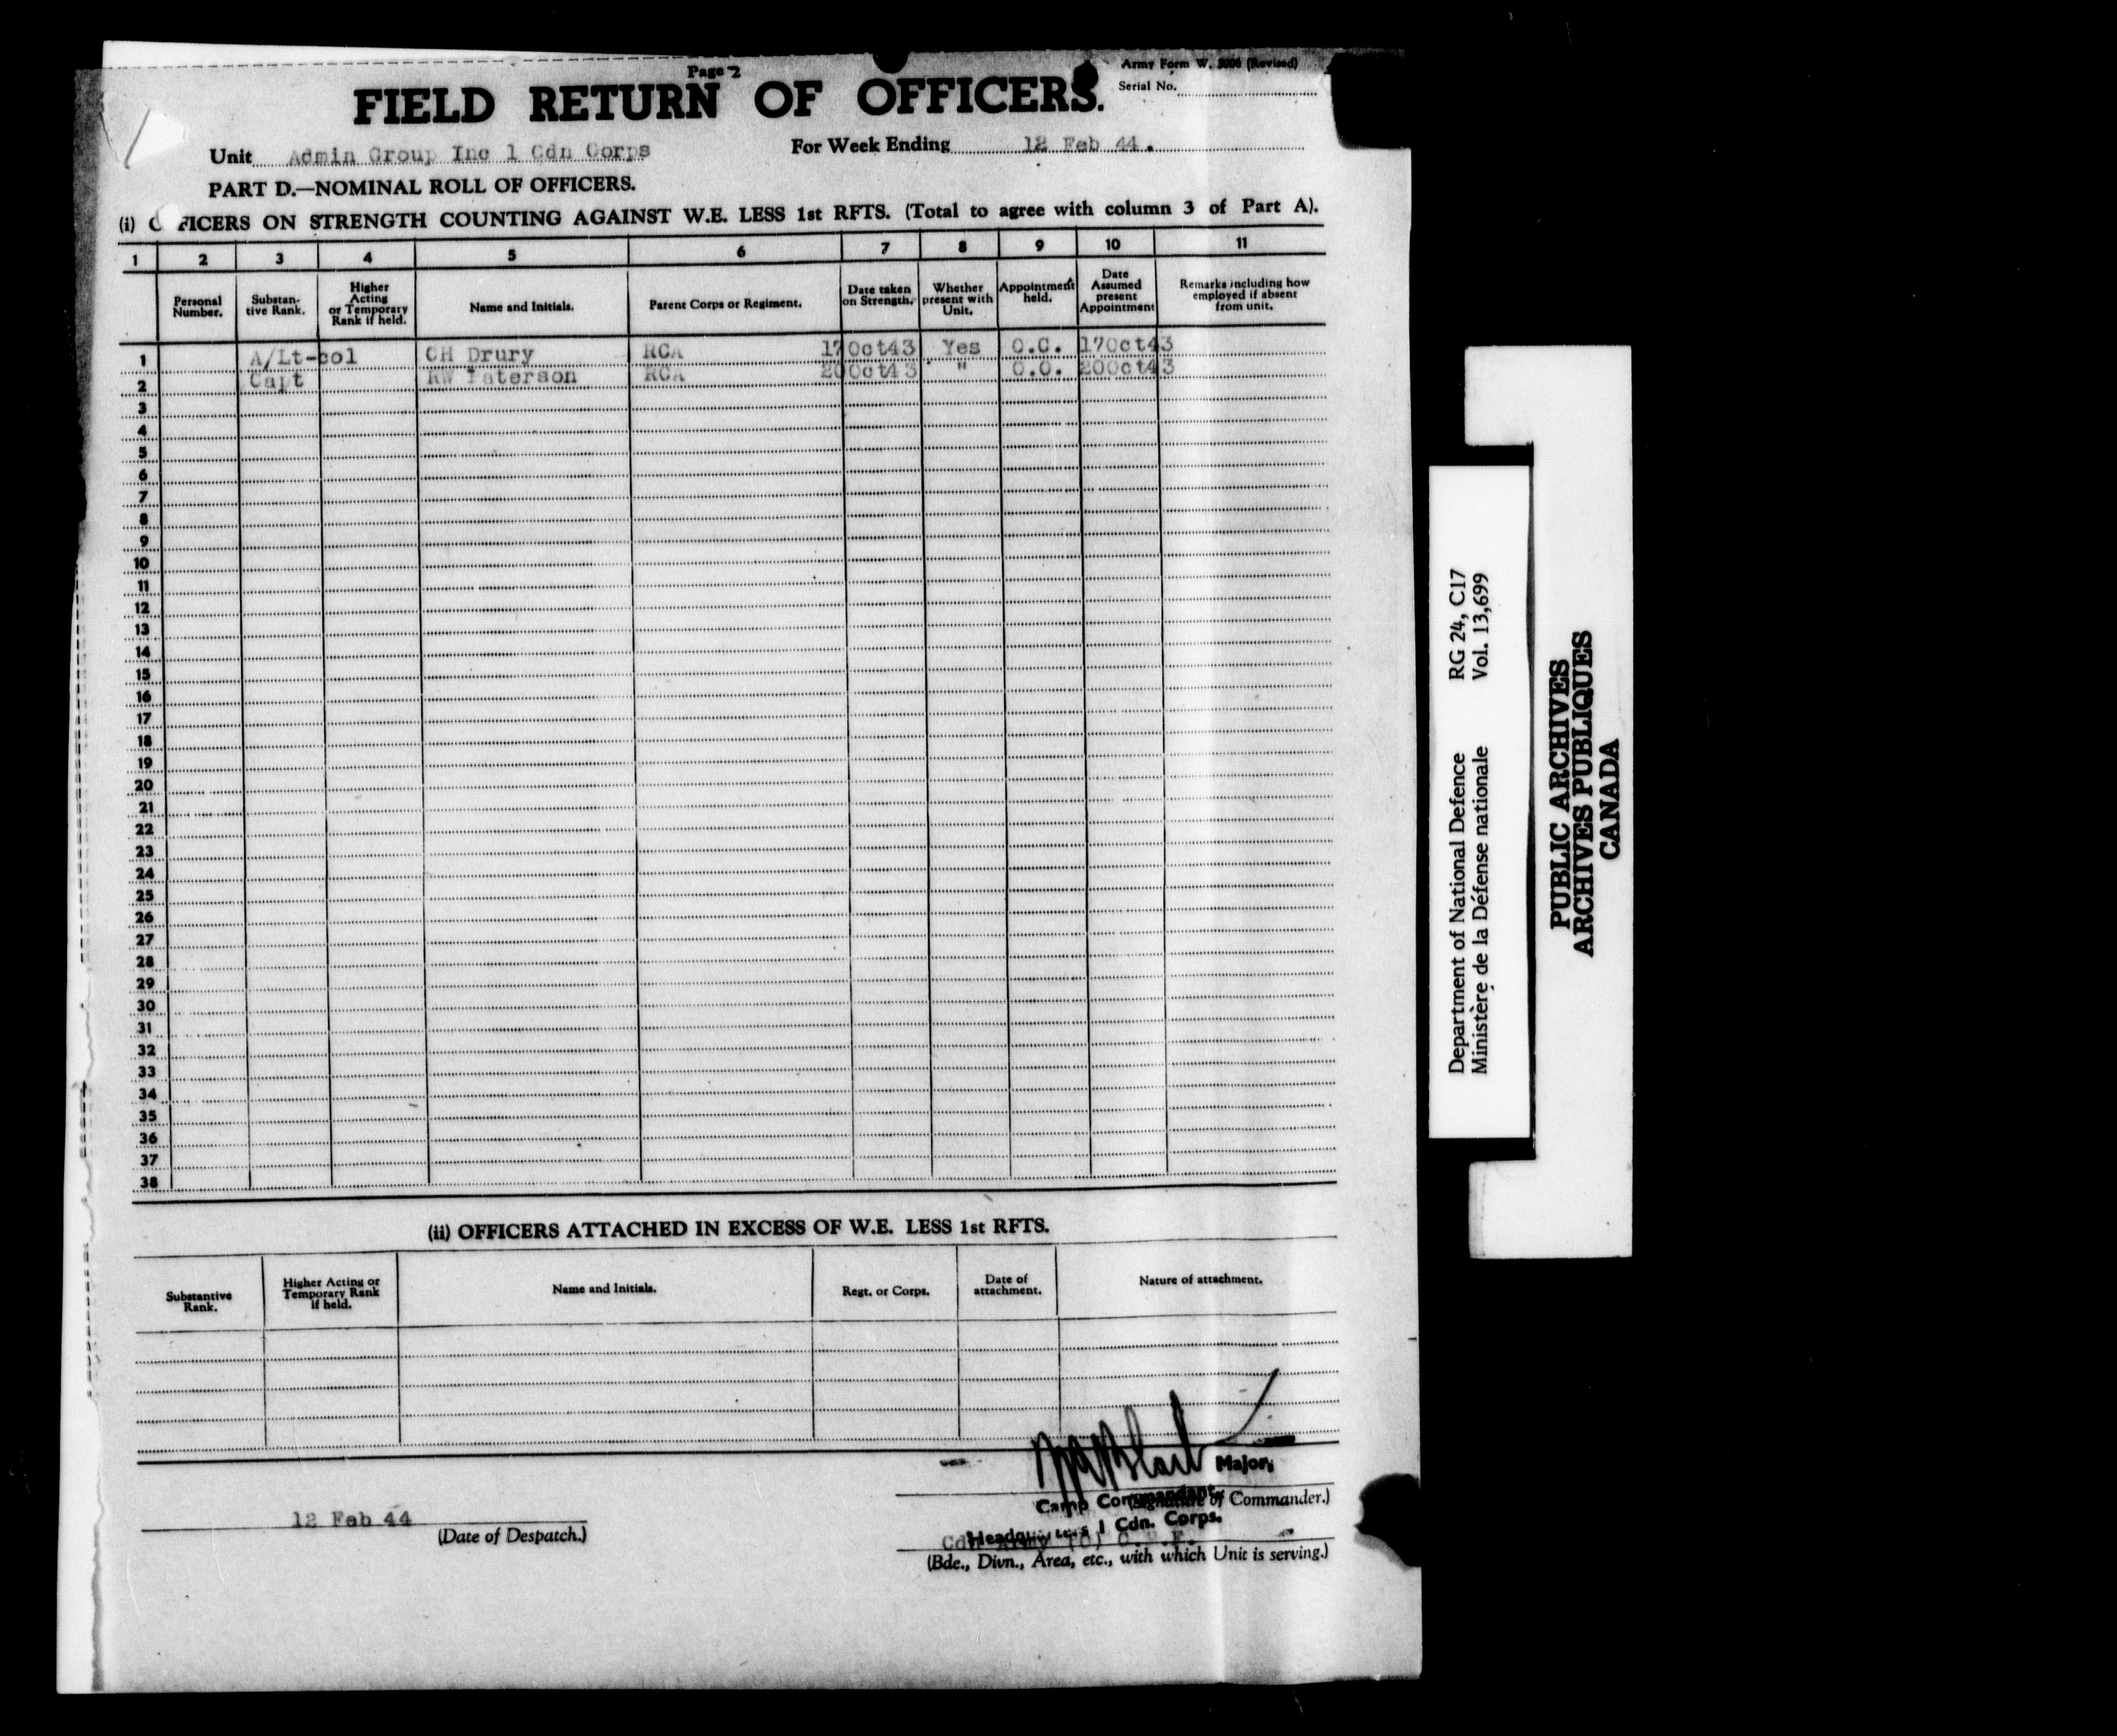 Page 2
Army Form W. 3008 (Revised)
FIELD RETURN OF OFFICERS.
Serial No.
Unit Admin Group Inc 1 Cdn Corps For Week Ending 12 Feb 44.
PART D.—NOMINAL ROLL OF OFFICERS.
(i) OFFICERS ON STRENGTH COUNTING AGAINST W.E. LESS 1st RFTS. (Total to agree with column 3 of Part A).
1 2 3 4 5 6 7 8 9 10 11
Personal Number. Substan-tive Rank. Higher Acting or Temporary Rank if held. Name and Initials. Parent Corps or Regiment. Date taken on Strength. Whether present with Unit. Appointment held. Date Assumed present Appointment Remarks including how employed if absent from unit.
1 A/Lt-col CH Drury RCA 17Oct43 Yes O.C. 17Oct43
2 Capt RW Paterson RCA 20Oct43 " O.O. 20Oct43
3
4
5
6
7
8
9
10
11
12
13
14
15
16
17
18
19
20
21
22
23
24
25
26
27
28
29
30
31
32
33
34
35
36
37
38
(ii) OFFICERS ATTACHED IN EXCESS OF W.E. LESS 1st RFTS.
Substantive Rank. Higher Acting or Temporary Rank if held. Name and Initials. Regt. or Corps. Date of attachment. Nature of attachment.
Major,
Camp Commandant,
(Signature of Commander.)
12 Feb 44
(Date of Despatch.)
Headquarters 1 Cdn. Corps.
Cdn Army (O)
(Bde., Divn., Area, etc., with which Unit is serving.)
Department of National Defence RG 24, C17
Ministère de la Défense nationale Vol. 13,699
PUBLIC ARCHIVES
ARCHIVES PUBLIQUES
CANADA